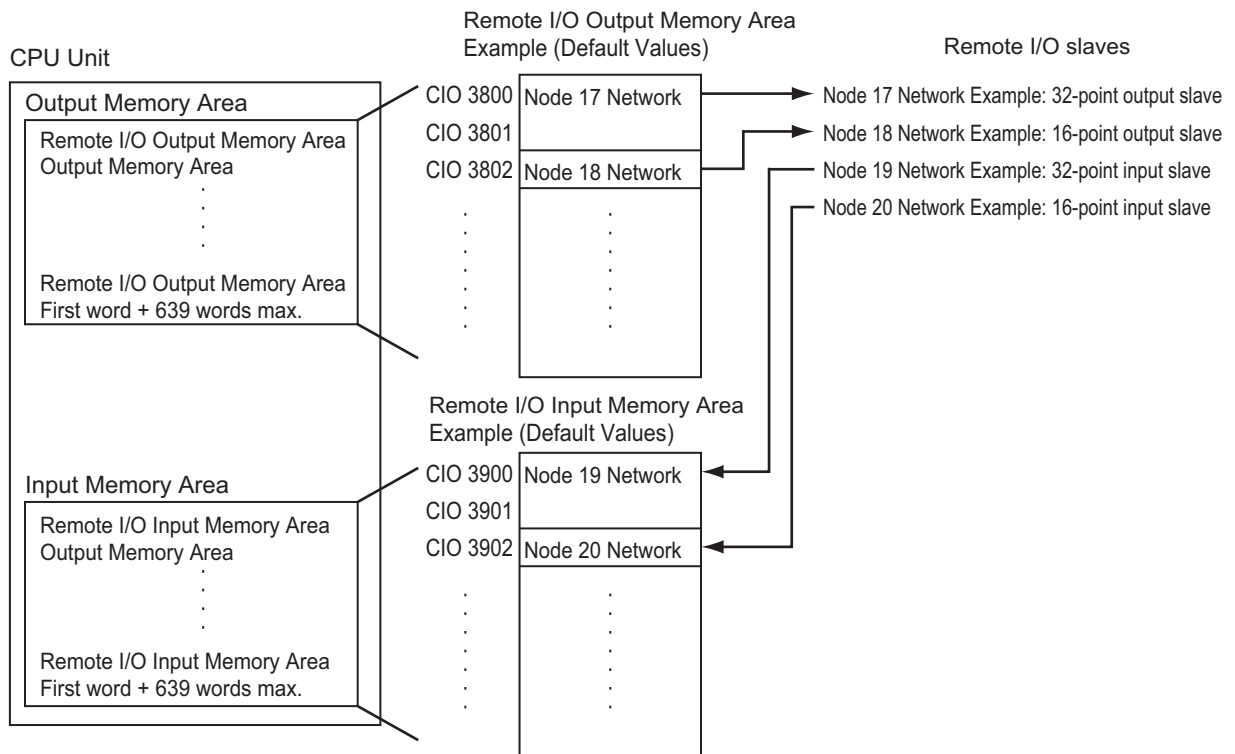 Remote I/O Output Memory Area
Example (Default Values)
Remote I/O slaves
CPU Unit
Output Memory Area
Remote I/O Output Memory Area
Output Memory Area
Remote I/O Output Memory Area
First word + 639 words max.
CIO 3800 Node 17 Network
CIO 3801
CIO 3802 Node 18 Network
Node 17 Network Example: 32-point output slave
Node 18 Network Example: 16-point output slave
Node 19 Network Example: 32-point input slave
Node 20 Network Example: 16-point input slave
Remote I/O Input Memory Area
Example (Default Values)
Input Memory Area
Remote I/O Input Memory Area
Output Memory Area
Remote I/O Input Memory Area
First word + 639 words max.
CIO 3900 Node 19 Network
CIO 3901
CIO 3902 Node 20 Network